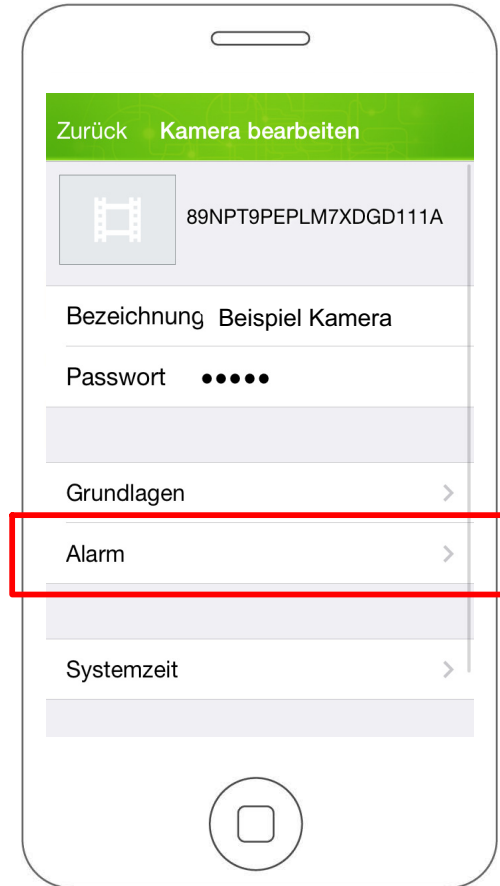 Zurück Kamera bearbeiten
89NPT9PEPLM7XDGD111A
Bezeichnung Beispiel Kamera
Passwort •••••
Grundlagen
Alarm
Systemzeit